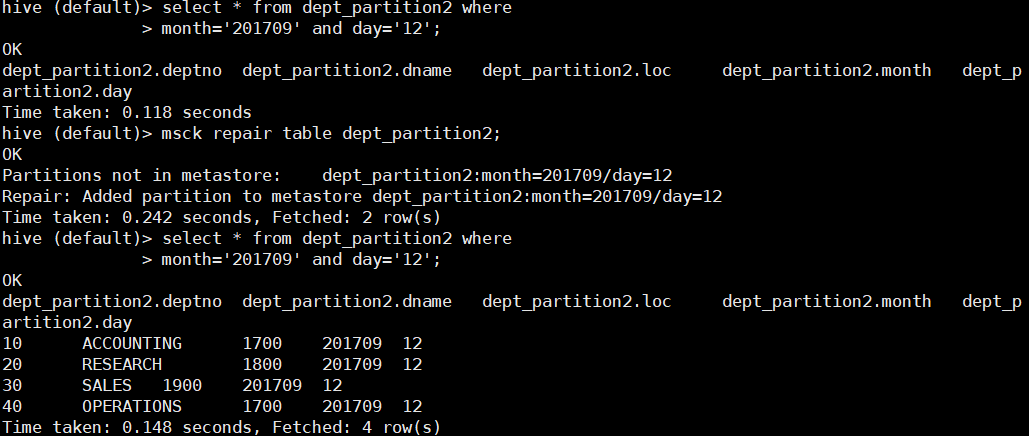 hive (default)> select * from dept_partition2 where
              > month='201709' and day='12';
OK
dept_partition2.deptno  dept_partition2.dname   dept_partition2.loc     dept_partition2.month   dept_p
artition2.day
Time taken: 0.118 seconds
hive (default)> msck repair table dept_partition2;
OK
Partitions not in metastore:    dept_partition2:month=201709/day=12
Repair: Added partition to metastore dept_partition2:month=201709/day=12
Time taken: 0.242 seconds, Fetched: 2 row(s)
hive (default)> select * from dept_partition2 where
              > month='201709' and day='12';
OK
dept_partition2.deptno  dept_partition2.dname   dept_partition2.loc     dept_partition2.month   dept_p
artition2.day
10      ACCOUNTING      1700    201709  12
20      RESEARCH        1800    201709  12
30      SALES   1900    201709  12
40      OPERATIONS      1700    201709  12
Time taken: 0.148 seconds, Fetched: 4 row(s)